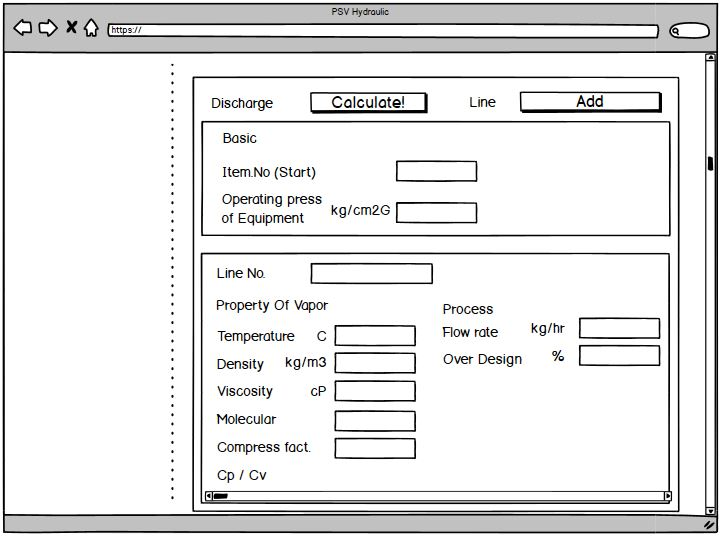 PSV Hydraulic
https://
Discharge Calculate! Line Add
Basic
Item.No (Start)
Operating press
of Equipment kg/cm2G
Line No.
Property Of Vapor
Process
Temperature C
Flow rate kg/hr
Density kg/m3
Over Design %
Viscosity cP
Molecular
Compress fact.
Cp / Cv